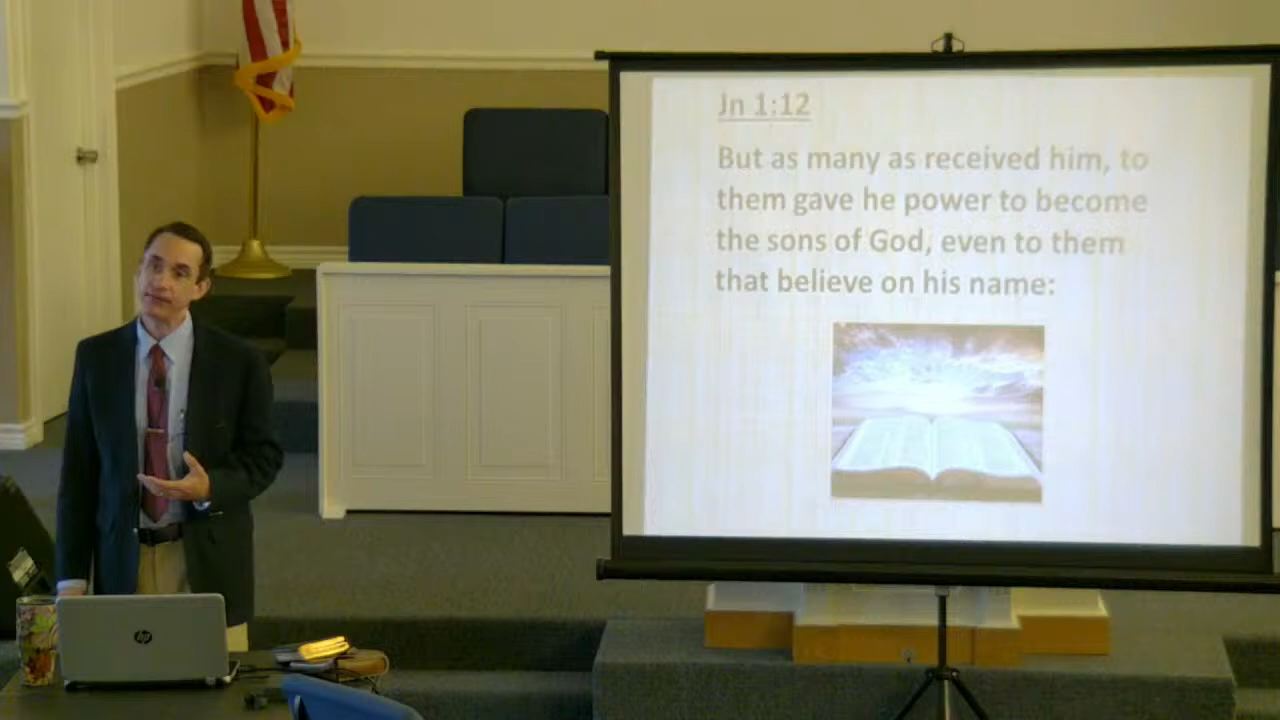 Jn 1:12
But as many as received him, to
them gave he power to become
the sons of God, even to them
that believe on his name:
hp